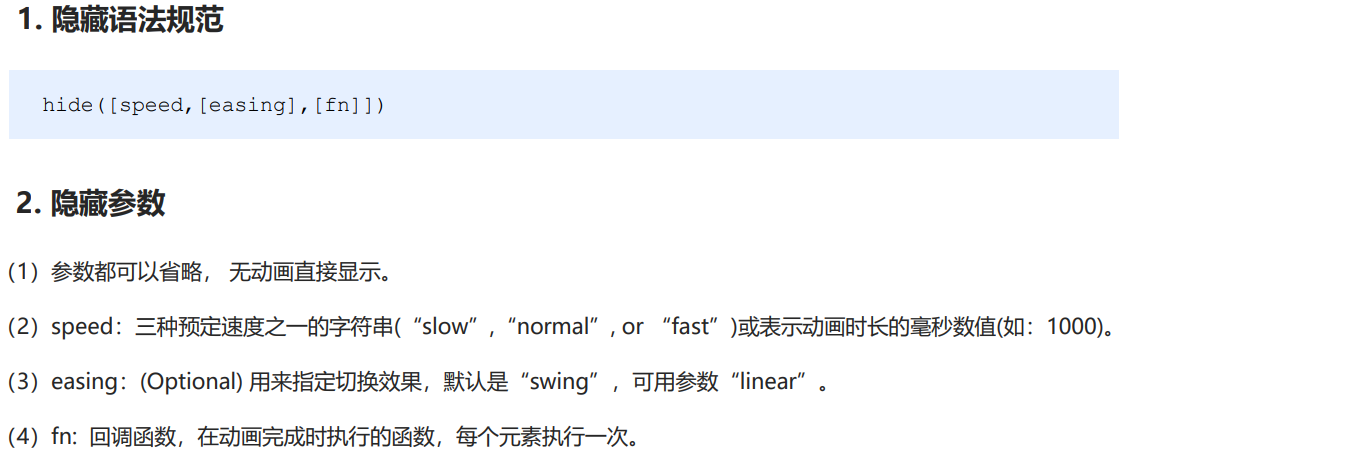 1. 隐藏语法规范
hide([speed,[easing],[fn]])
2. 隐藏参数
（1）参数都可以省略， 无动画直接显示。
（2）speed：三种预定速度之一的字符串(“slow”,“normal”, or “fast”)或表示动画时长的毫秒数值(如：1000)。
（3）easing：(Optional) 用来指定切换效果，默认是“swing”，可用参数“linear”。
（4）fn: 回调函数，在动画完成时执行的函数，每个元素执行一次。